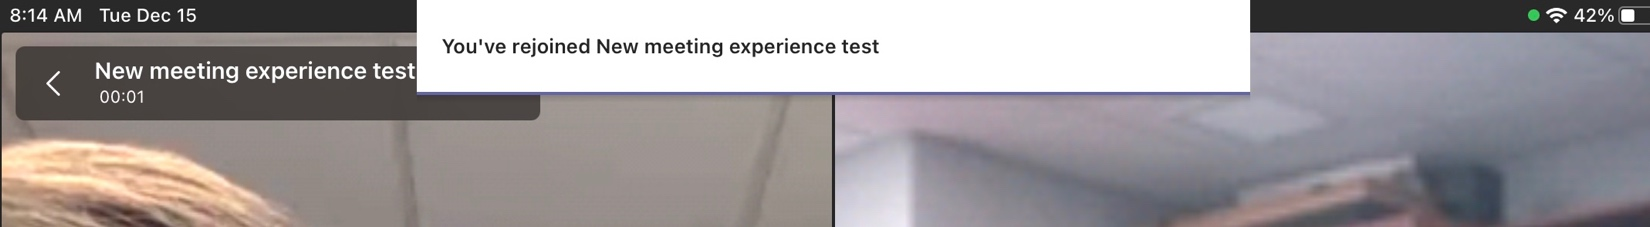 8:14 AM Tue Dec 15
42%
You've rejoined New meeting experience test
New meeting experience test
00:01